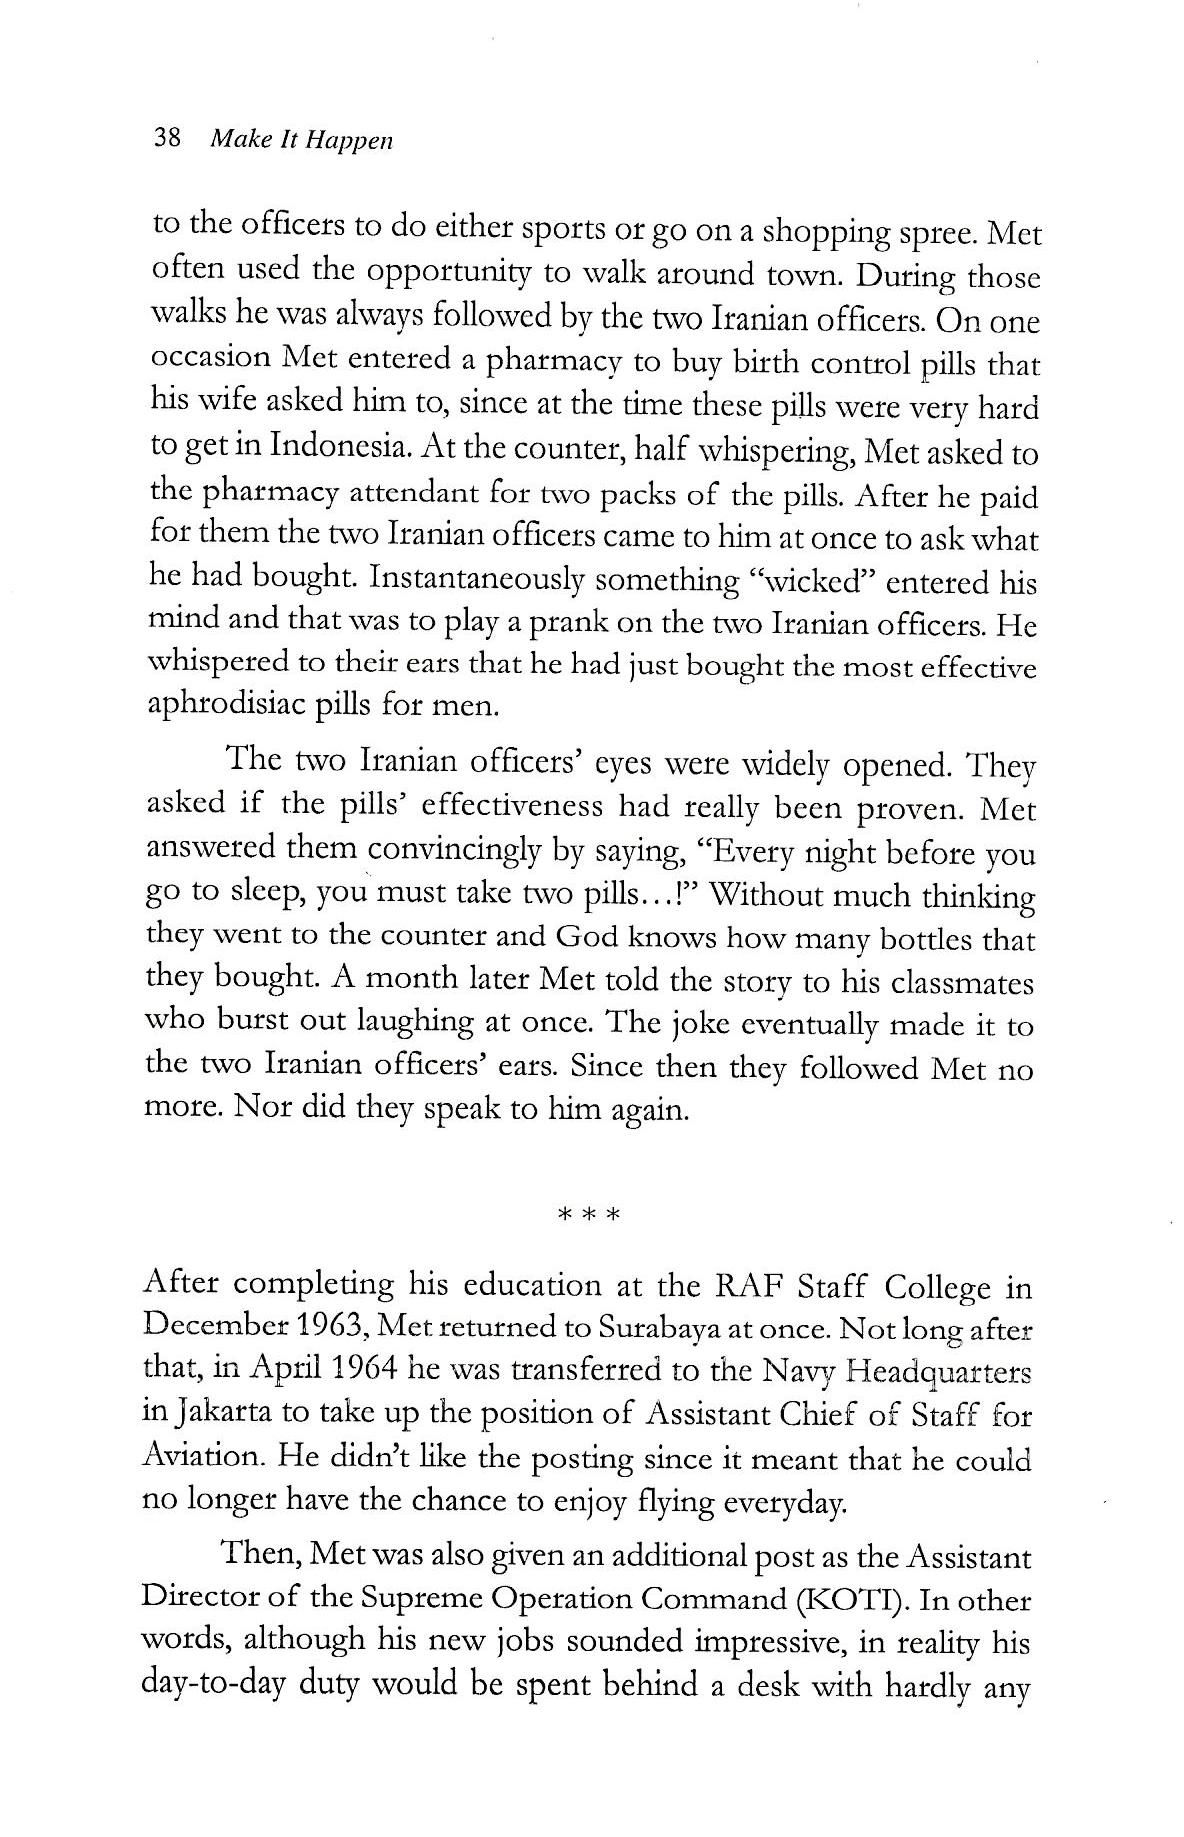 38 Make It Happen
to the officers to do either sports or go on a shopping spree. Met
often used the opportunity to walk around town. During those
walks he was always followed by the two Iranian officers. On one
occasion Met entered a pharmacy to buy birth control pills that
his wife asked him to, since at the time these pills were very hard
to get in Indonesia. At the counter, half whispering, Met asked to
the pharmacy attendant for two packs of the pills. After he paid
for them the two Iranian officers came to him at once to ask what
he had bought. Instantaneously something “wicked” entered his
mind and that was to play a prank on the two Iranian officers. He
whispered to their ears that he had just bought the most effective
aphrodisiac pills for men.
The two Iranian officers’ eyes were widely opened. They
asked if the pills’ effectiveness had really been proven. Met
answered them convincingly by saying, “Every night before you
go to sleep, you must take two pills...!” Without much thinking
they went to the counter and God knows how many bottles that
they bought. A month later Met told the story to his classmates
who burst out laughing at once. The joke eventually made it to
the two Iranian officers’ ears. Since then they followed Met no
more. Nor did they speak to him again.
* * *
After completing his education at the RAF Staff College in
December 1963, Met returned to Surabaya at once. Not long after
that, in April 1964 he was transferred to the Navy Headquarters
in Jakarta to take up the position of Assistant Chief of Staff for
Aviation. He didn’t like the posting since it meant that he could
no longer have the chance to enjoy flying everyday.
Then, Met was also given an additional post as the Assistant
Director of the Supreme Operation Command (KOTI). In other
words, although his new jobs sounded impressive, in reality his
day-to-day duty would be spent behind a desk with hardly any